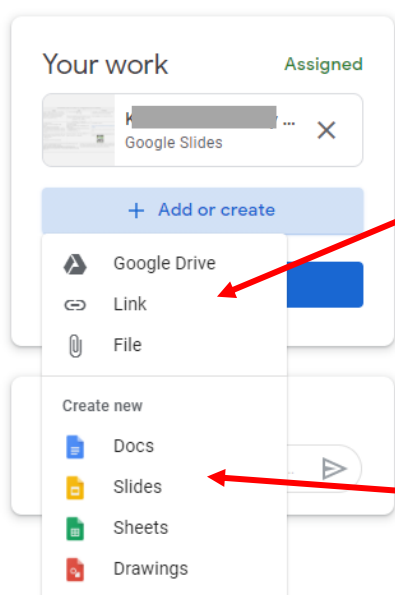 Your work
Assigned
...
Google Slides
+ Add or create
Google Drive
Link
File
Create new
Docs
Slides
Sheets
Drawings